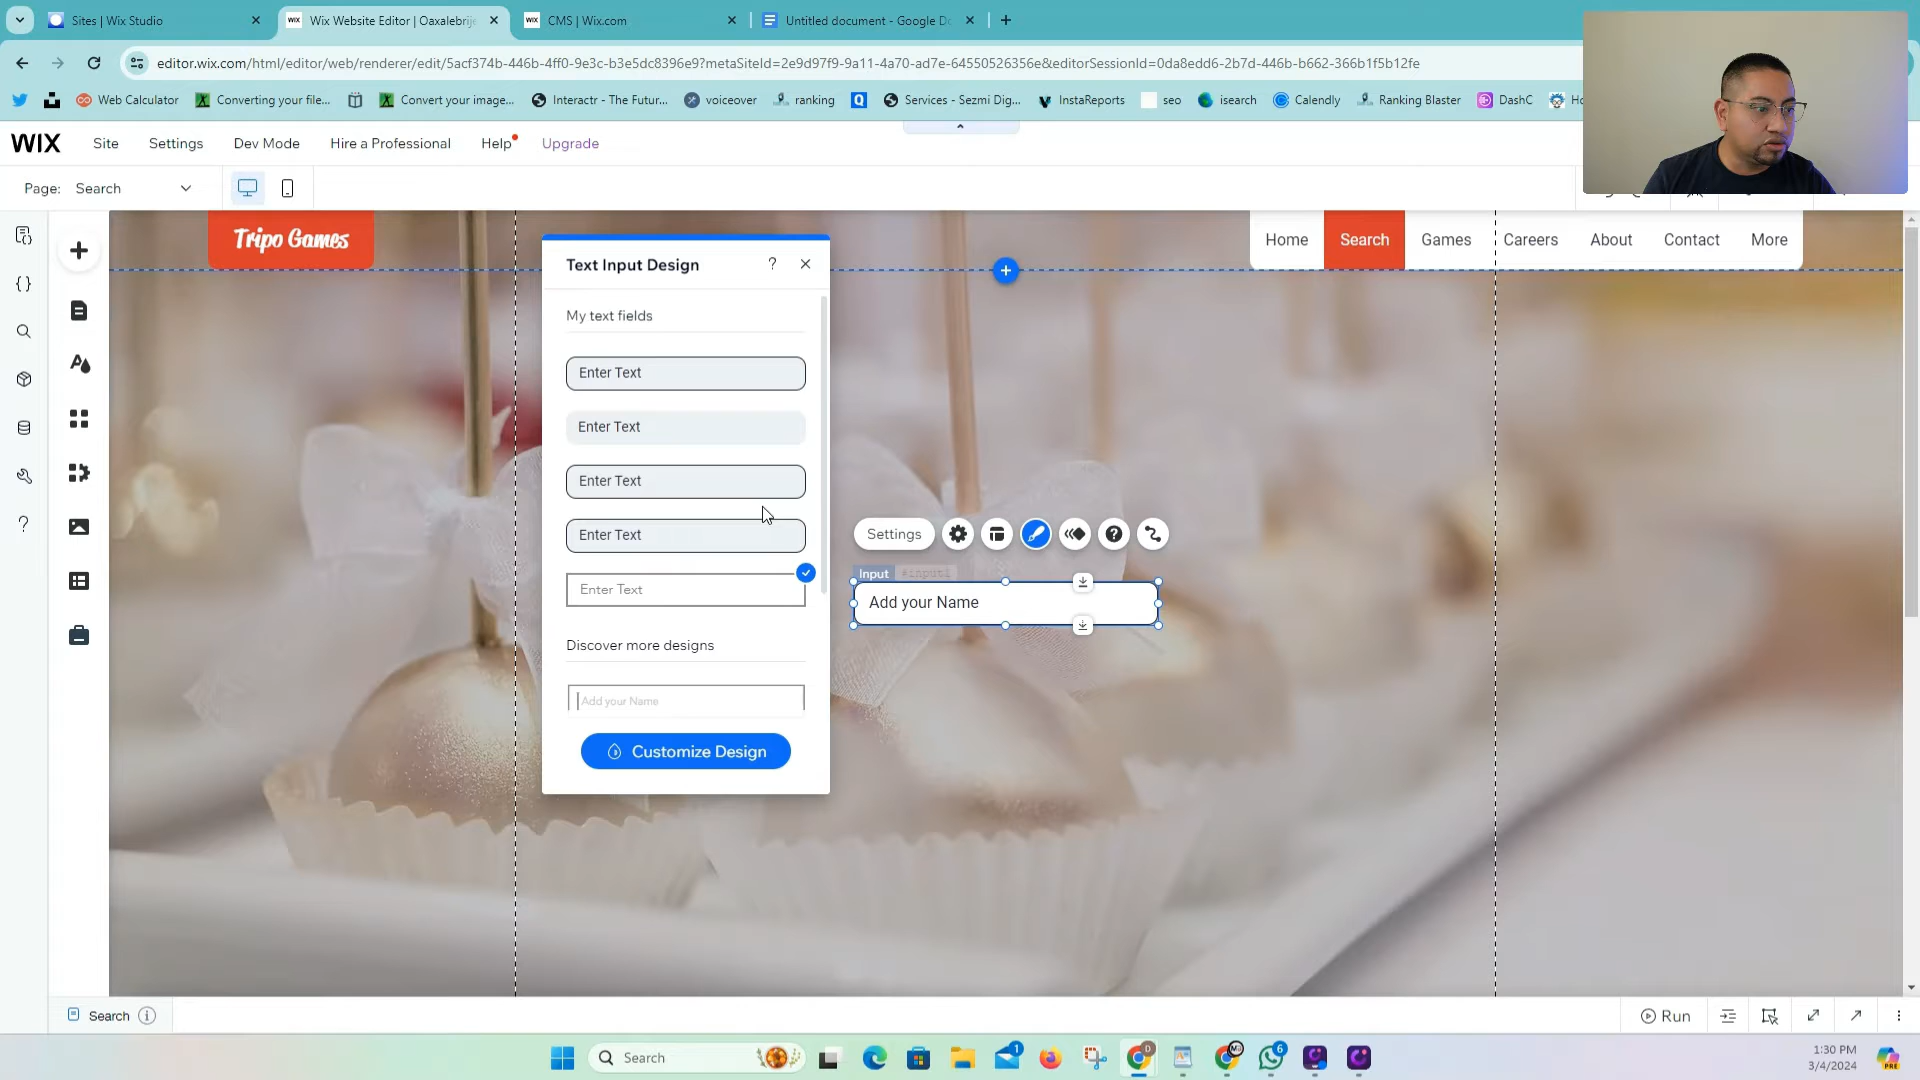 Sites | Wix Studio
WIX Wix Website Editor | Oaxalebrije
WIX CMS | Wix.com
Untitled document - Google Do
editor.wix.com/html/editor/web/renderer/edit/5acf374b-446b-4ff0-9e3c-b3e5dc8396e9?metaSiteId=2e9d97f9-9a11-4a70-ad7e-64550526356e&editorSessionId=0da8edd6-2b7d-446b-b662-366b1f5b12fe
Web Calculator
Converting your file...
Convert your image...
Interactr - The Futur...
voiceover
ranking
Services - Sezmi Dig...
InstaReports
seo
isearch
Calendly
Ranking Blaster
DashC
WIX
Site
Settings
Dev Mode
Hire a Professional
Help
Upgrade
Page: Search
Tripo Games
Home
Search
Games
Careers
About
Contact
More
Text Input Design
?
My text fields
Enter Text
Enter Text
Enter Text
Enter Text
Enter Text
Discover more designs
Add your Name
Customize Design
Settings
Input #input1
Add your Name
Search
Run
Search
1
6
1:30 PM
3/4/2024